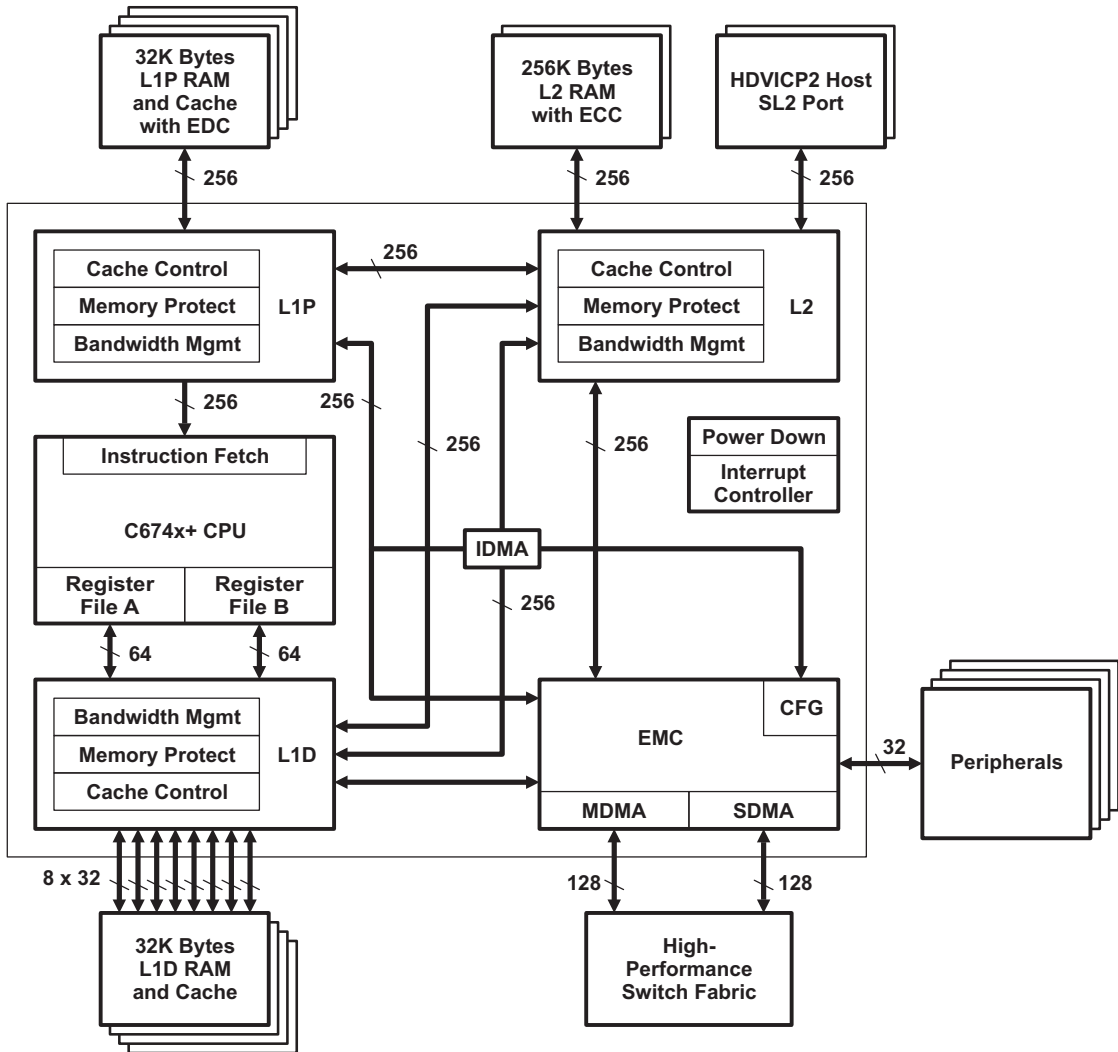 32K Bytes
L1P RAM
and Cache
with EDC
256K Bytes
L2 RAM
with ECC
HDVICP2 Host
SL2 Port
256
256
256
256
Cache Control
Memory Protect
Bandwidth Mgmt
L1P
Cache Control
Memory Protect
Bandwidth Mgmt
L2
256
256
256
256
Instruction Fetch
C674x+ CPU
Register
File A
Register
File B
Power Down
Interrupt
Controller
IDMA
256
64
64
Bandwidth Mgmt
Memory Protect
Cache Control
L1D
CFG
EMC
MDMA
SDMA
32
Peripherals
8 x 32
128
128
32K Bytes
L1D RAM
and Cache
High-
Performance
Switch Fabric